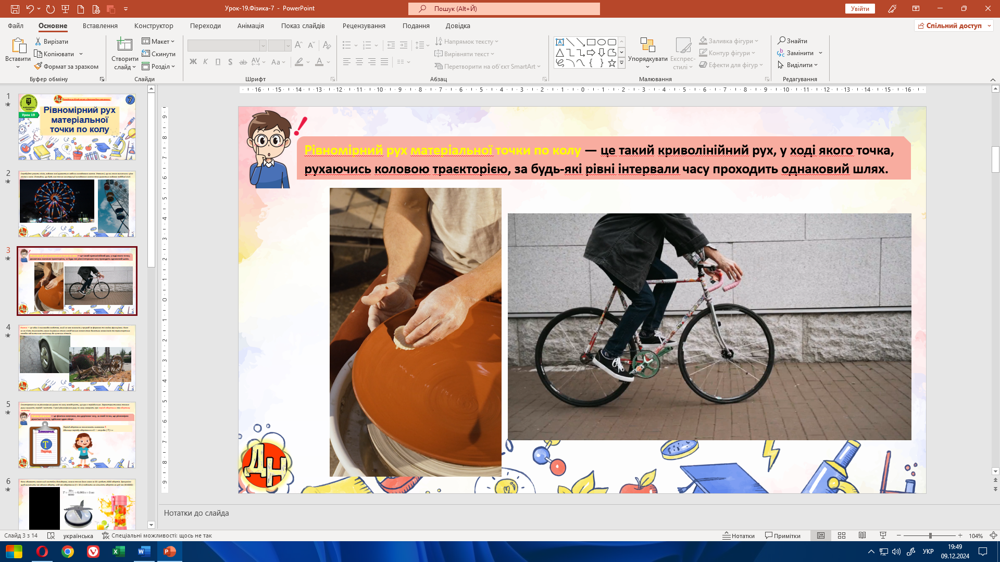 Урок-19.Фізика-7 - PowerPoint
Пошук (Alt+Й)
Увійти
Файл Основне Вставлення Конструктор Переходи Анімація Показ слайдів Рецензування Подання Довідка
Спільний доступ
Вставити
Вирізати
Копіювати
Формат за зразком
Буфер обміну
Створити слайд
Макет
Скинути
Розділ
Слайди
Ж К П S ab AV Aa A
Шрифт
Напрямок тексту
Вирівняти текст
Перетворити на об'єкт SmartArt
Абзац
Упорядкувати
Експрес-стилі
Заливка фігури
Контур фігури
Ефекти для фігур
Малювання
Знайти
Замінити
Виділити
Редагування
16 15 14 13 12 11 10 9 8 7 6 5 4 3 2 1 0 1 2 3 4 5 6 7 8 9 10 11 12 13 14 15 16
1
Урок 19
7
Рівномірний рух
матеріальної
точки по колу
2
3
4
5
Т
Період
6
Рівномірний рух матеріальної точки по колу — це такий криволінійний рух, у ході якого точка,
рухаючись коловою траєкторією, за будь-які рівні інтервали часу проходить однаковий шлях.
ДН
Нотатки до слайда
Слайд 3 з 14
українська
Спеціальні можливості: щось не так
Нотатки
Примітки
104%
УКР
19:49
09.12.2024